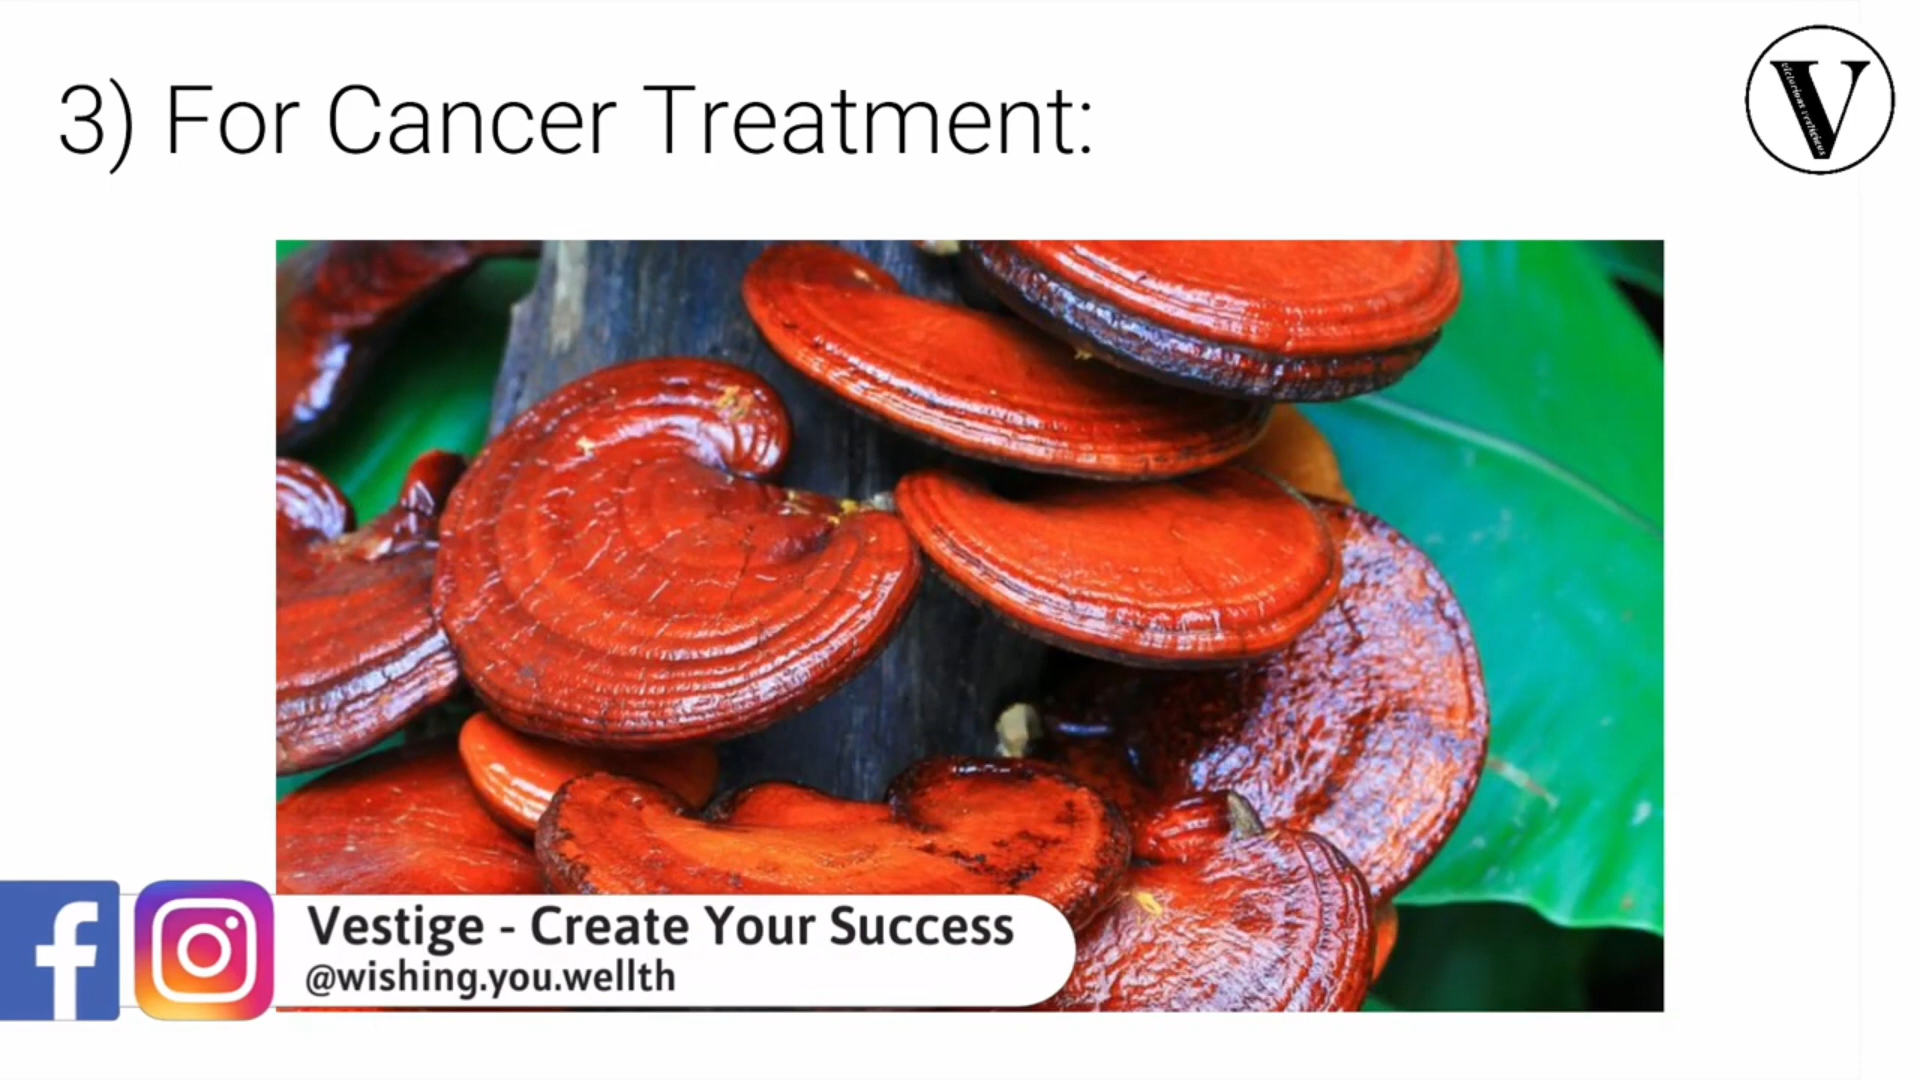 3) For Cancer Treatment:
V
Vestige - Create Your Success
@wishing.you.wellth